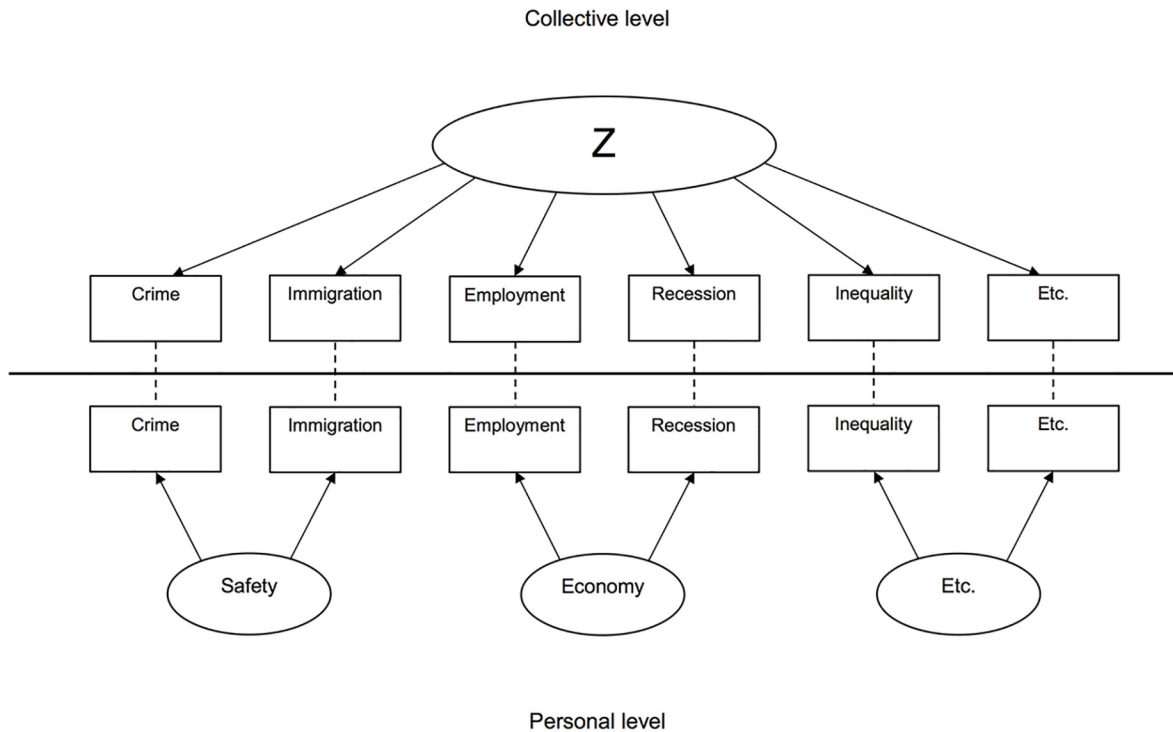 Collective level
Z
Crime
Immigration
Employment
Recession
Inequality
Etc.
Crime
Immigration
Employment
Recession
Inequality
Etc.
Safety
Economy
Etc.
Personal level